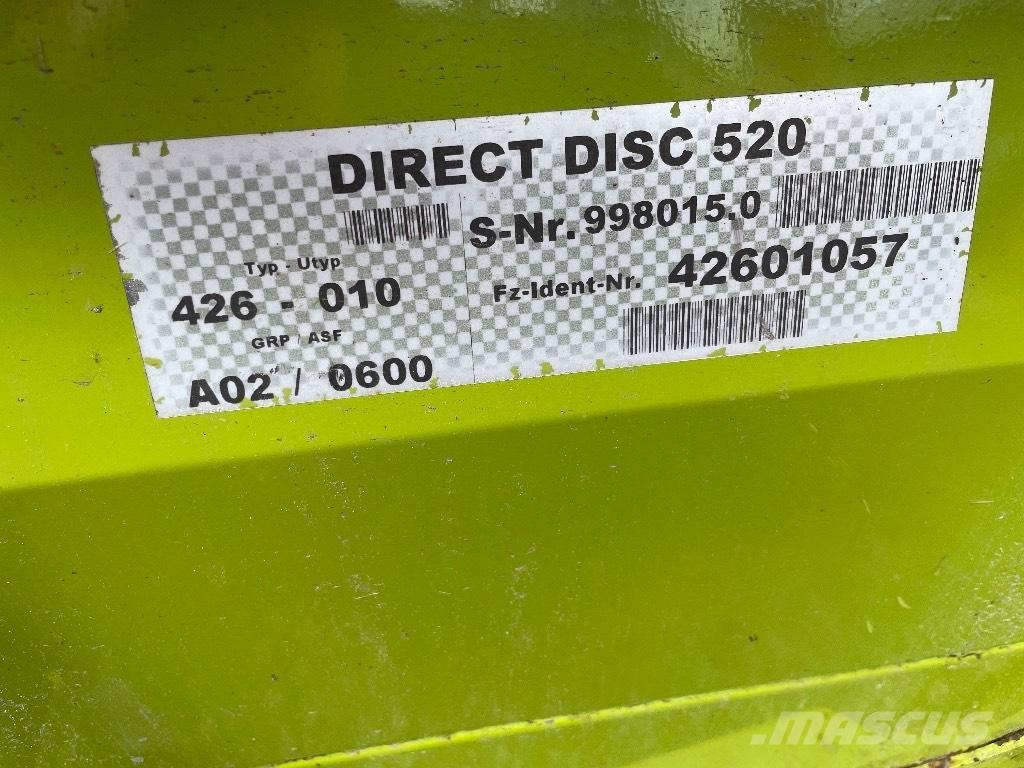 DIRECT DISC 520
S-Nr. 998015.0
Typ - Utyp
426 - 010
Fz-Ident-Nr. 42601057
GRP / ASF
A02 / 0600
MASCUS